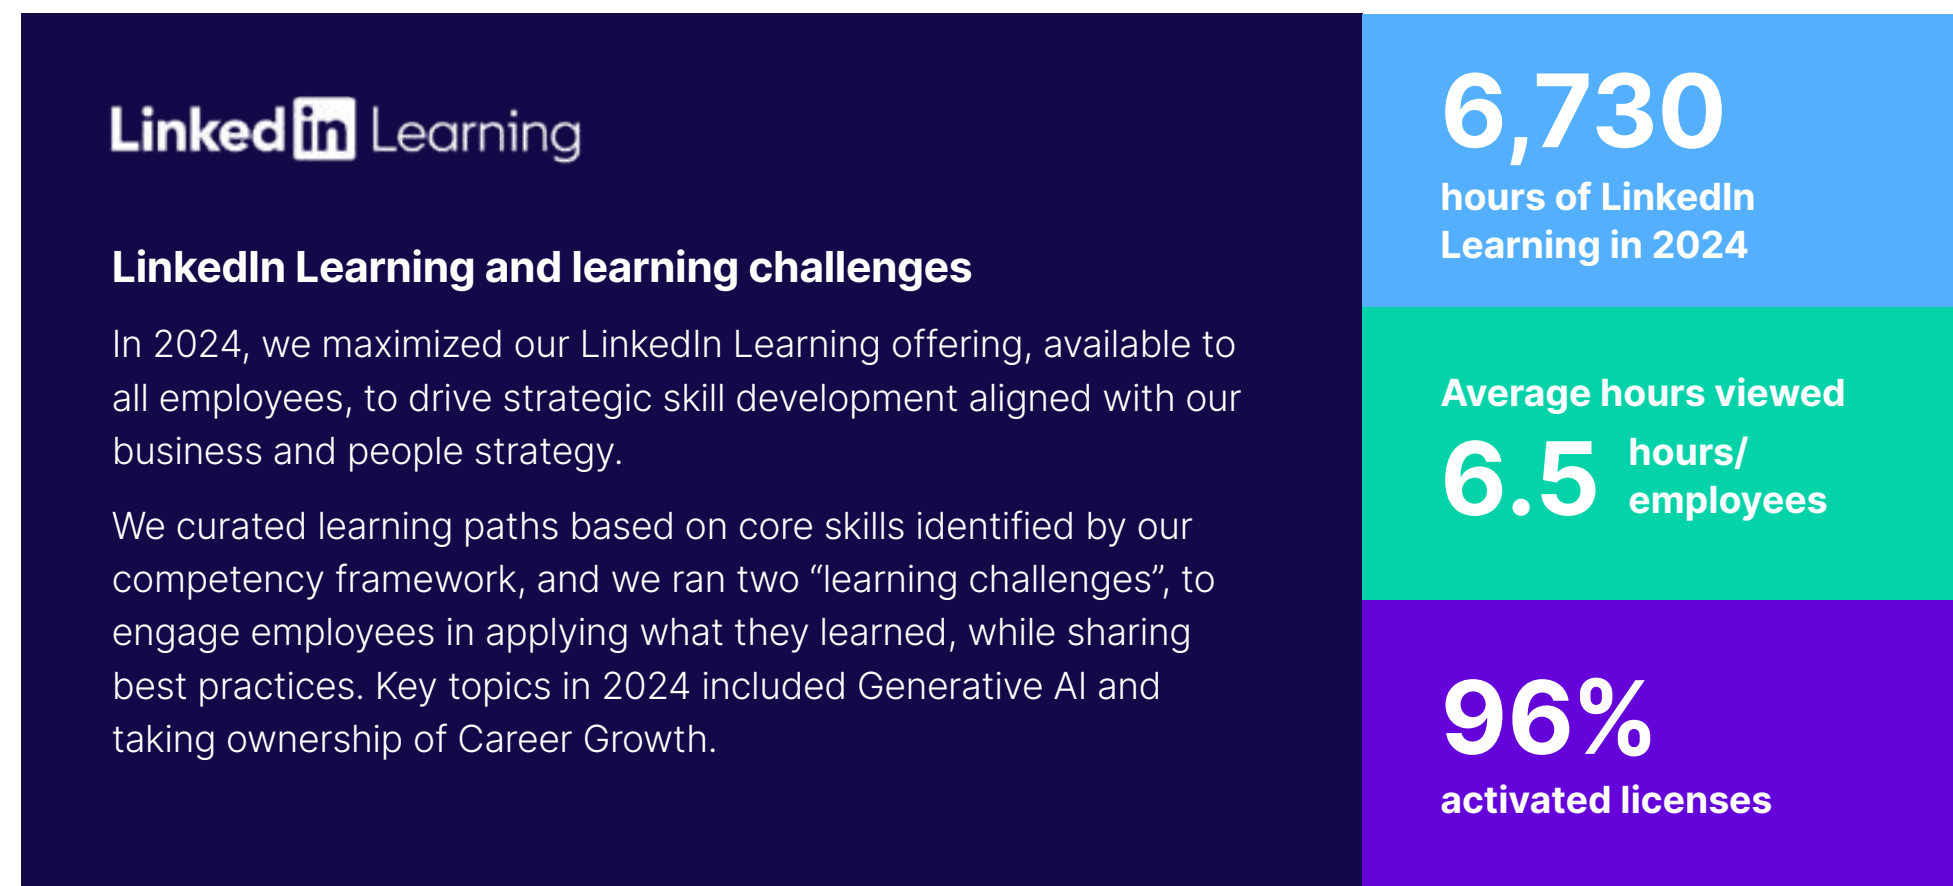 LinkedIn Learning
LinkedIn Learning and learning challenges
In 2024, we maximized our LinkedIn Learning offering, available to
all employees, to drive strategic skill development aligned with our
business and people strategy.
We curated learning paths based on core skills identified by our
competency framework, and we ran two “learning challenges”, to
engage employees in applying what they learned, while sharing
best practices. Key topics in 2024 included Generative AI and
taking ownership of Career Growth.
6,730
hours of LinkedIn
Learning in 2024
Average hours viewed
6.5 hours/
employees
96%
activated licenses